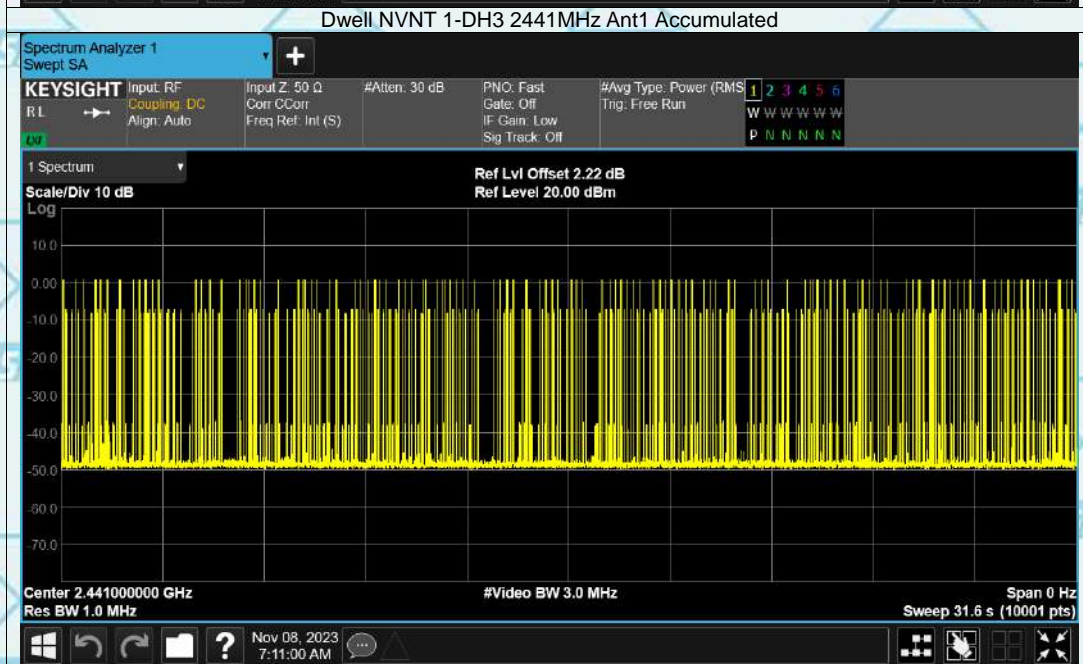 Dwell NVNT 1-DH3 2441MHz Ant1 Accumulated
Spectrum Analyzer 1
Swept SA
+
KEYSIGHT
RL
LXI
Input: RF
Coupling: DC
Align: Auto
Input Z: 50 Ω
Corr CCorr
Freq Ref: Int (S)
#Atten: 30 dB
PNO: Fast
Gate: Off
IF Gain: Low
Sig Track: Off
#Avg Type: Power (RMS
Trig: Free Run
1 2 3 4 5 6
W W W W W W
P N N N N N
1 Spectrum
Scale/Div 10 dB
Ref Lvl Offset 2.22 dB
Ref Level 20.00 dBm
Log
10.0
0.00
-10.0
-20.0
-30.0
-40.0
-50.0
-60.0
-70.0
Center 2.441000000 GHz
#Video BW 3.0 MHz
Span 0 Hz
Res BW 1.0 MHz
Sweep 31.6 s (10001 pts)
?
Nov 08, 2023
7:11:00 AM